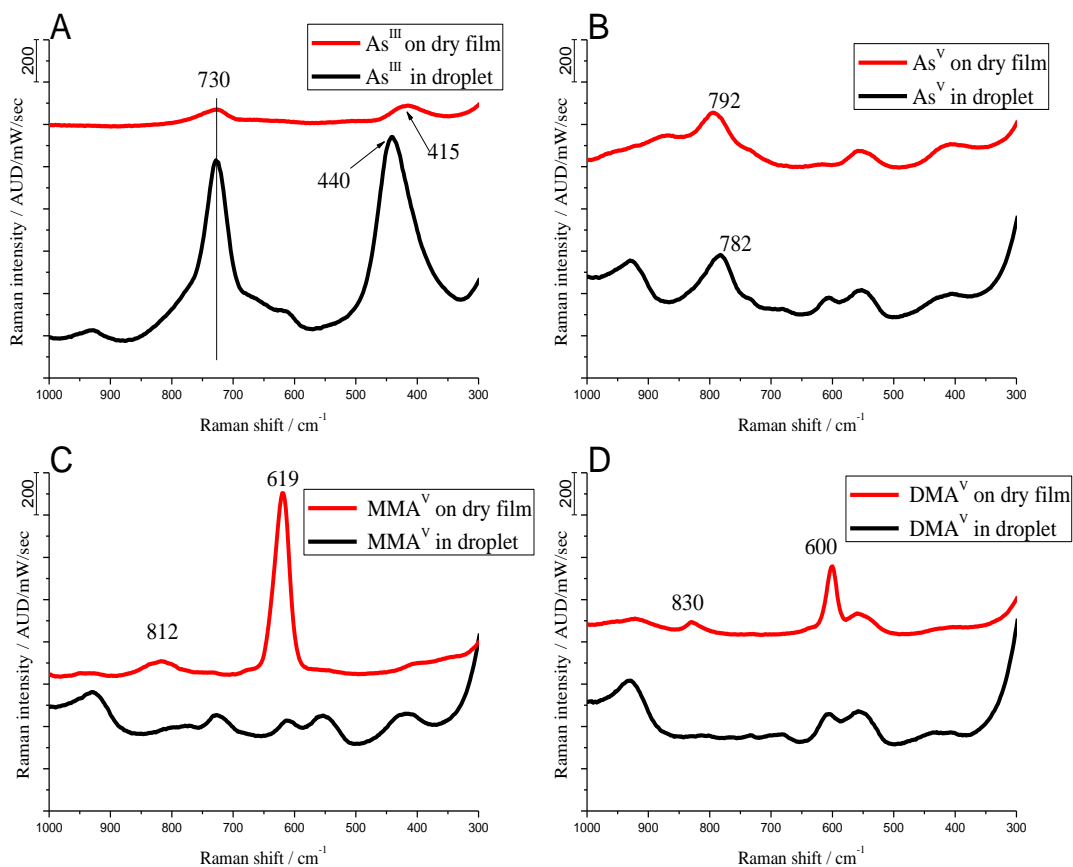 A
200
As^III on dry film
As^III in droplet
730
440
415
Raman intensity / AUD/mW/sec
1000 900 800 700 600 500 400 300
Raman shift / cm^-1
B
200
As^V on dry film
As^V in droplet
792
782
Raman intensity / AUD/mW/sec
1000 900 800 700 600 500 400 300
Raman shift / cm^-1
C
200
MMA^V on dry film
MMA^V in droplet
619
812
Raman intensity / AUD/mW/sec
1000 900 800 700 600 500 400 300
Raman shift / cm^-1
D
200
DMA^V on dry film
DMA^V in droplet
600
830
Raman intensity / AUD/mW/sec
1000 900 800 700 600 500 400 300
Raman shift / cm^-1